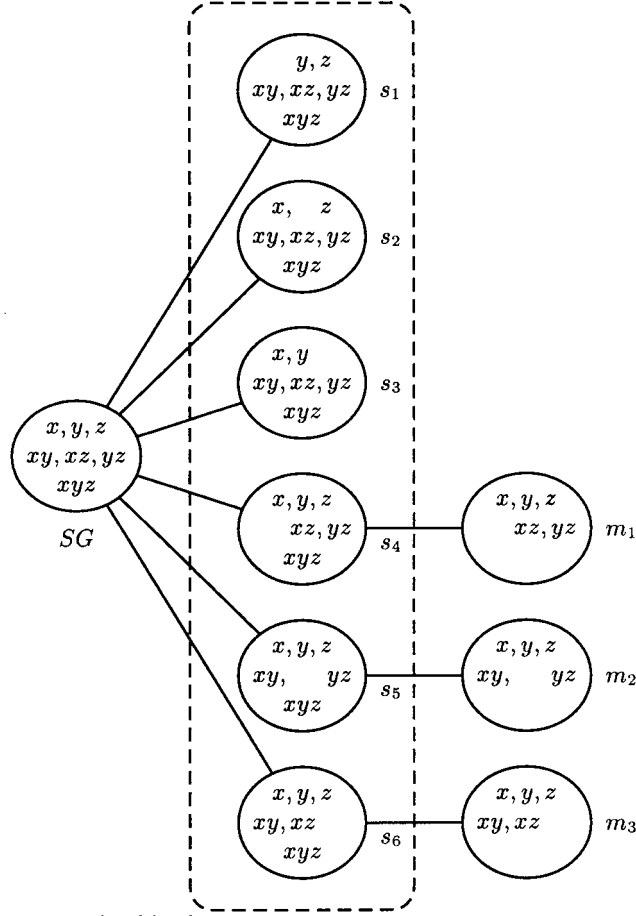 y, z
xy, xz, yz
xyz
s₁
x, z
xy, xz, yz
xyz
s₂
x, y
xy, xz, yz
xyz
s₃
x, y, z
xy, xz, yz
xyz
SG
x, y, z
xz, yz
xyz
s₄
x, y, z
xz, yz
m₁
x, y, z
xy, yz
xyz
s₅
x, y, z
xy, yz
m₂
x, y, z
xy, xz
xyz
s₆
x, y, z
xy, xz
m₃